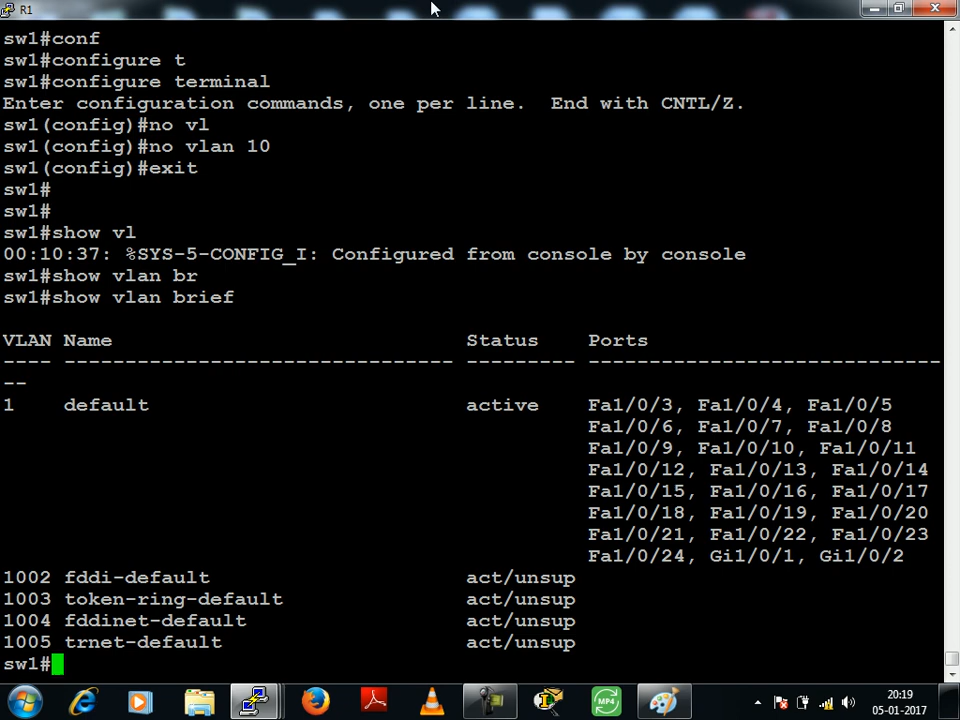 R1
sw1#conf
sw1#configure t
sw1#configure terminal
Enter configuration commands, one per line.  End with CNTL/Z.
sw1(config)#no vl
sw1(config)#no vlan 10
sw1(config)#exit
sw1#
sw1#
sw1#show vl
00:10:37: %SYS-5-CONFIG_I: Configured from console by console
sw1#show vlan br
sw1#show vlan brief
VLAN Name                             Status    Ports
---- -------------------------------- --------- -----------------------------
--
1    default                          active    Fa1/0/3, Fa1/0/4, Fa1/0/5
                                                Fa1/0/6, Fa1/0/7, Fa1/0/8
                                                Fa1/0/9, Fa1/0/10, Fa1/0/11
                                                Fa1/0/12, Fa1/0/13, Fa1/0/14
                                                Fa1/0/15, Fa1/0/16, Fa1/0/17
                                                Fa1/0/18, Fa1/0/19, Fa1/0/20
                                                Fa1/0/21, Fa1/0/22, Fa1/0/23
                                                Fa1/0/24, Gi1/0/1, Gi1/0/2
1002 fddi-default                     act/unsup
1003 token-ring-default               act/unsup
1004 fddinet-default                  act/unsup
1005 trnet-default                    act/unsup
sw1#
MP4
20:19
05-01-2017